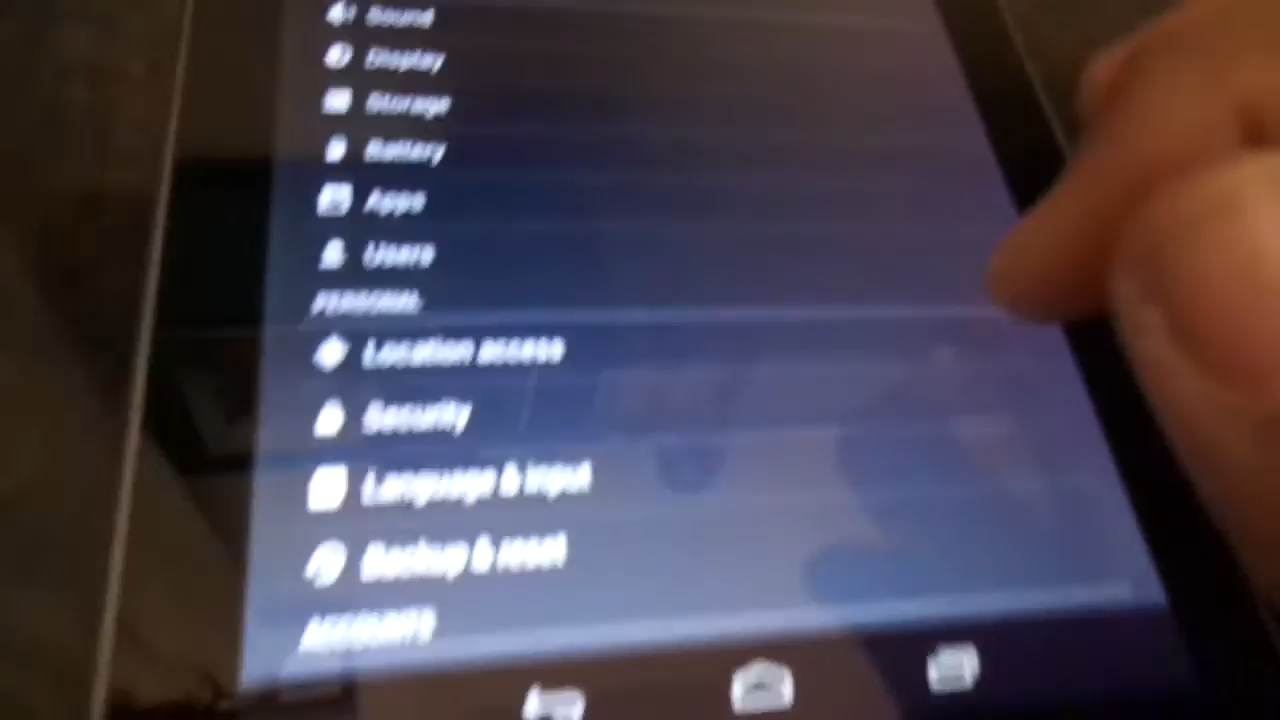 Sound
Display
Storage
Battery
Apps
Users
PERSONAL
Location access
Security
Language & input
Backup & reset
ACCOUNTS